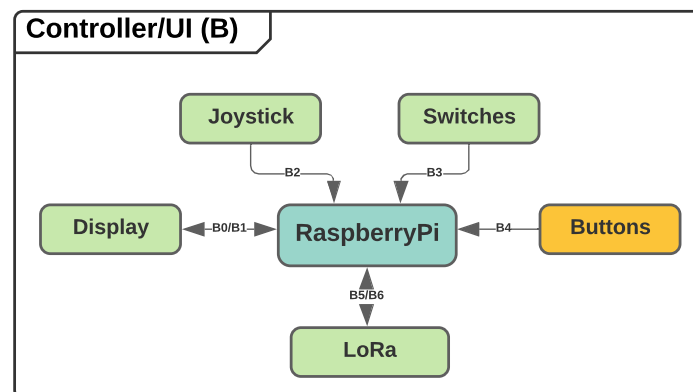 Controller/UI (B)
Joystick
Switches
B2
B3
Display
B0/B1
RaspberryPi
B4
Buttons
B5/B6
LoRa